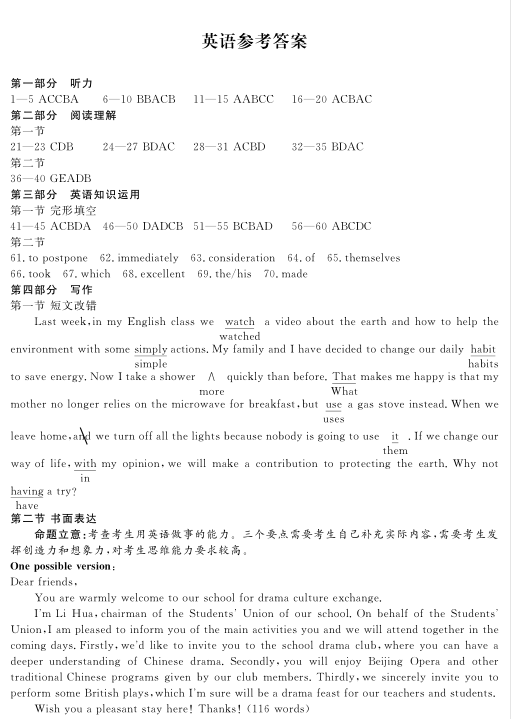 英语参考答案
第一部分 听力
1—5 ACCBA 6—10 BBACB 11—15 AABCC 16—20 ACBAC
第二部分 阅读理解
第一节
21—23 CDB 24—27 BDAC 28—31 ACBD 32—35 BDAC
第二节
36—40 GEADB
第三部分 英语知识运用
第一节 完形填空
41—45 ACBDA 46—50 DADCB 51—55 BCBAD 56—60 ABCDC
第二节
61. to postpone 62. immediately 63. consideration 64. of 65. themselves
66. took 67. which 68. excellent 69. the/his 70. made
第四部分 写作
第一节 短文改错
Last week, in my English class we watch a video about the earth and how to help the
watched
environment with some simply actions. My family and I have decided to change our daily habit
simple habits
to save energy. Now I take a shower ∧ quickly than before. That makes me happy is that my
more What
mother no longer relies on the microwave for breakfast, but use a gas stove instead. When we
uses
leave home, and we turn off all the lights because nobody is going to use it. If we change our
them
way of life, with my opinion, we will make a contribution to protecting the earth. Why not
in
having a try?
have
第二节 书面表达
命题立意:考查考生用英语做事的能力。三个要点需要考生自己补充实际内容,需要考生发
挥创造力和想象力,对考生思维能力要求较高。
One possible version:
Dear friends,
You are warmly welcome to our school for drama culture exchange.
I'm Li Hua, chairman of the Students' Union of our school. On behalf of the Students'
Union, I am pleased to inform you of the main activities you and we will attend together in the
coming days. Firstly, we'd like to invite you to the school drama club, where you can have a
deeper understanding of Chinese drama. Secondly, you will enjoy Beijing Opera and other
traditional Chinese programs given by our club members. Thirdly, we sincerely invite you to
perform some British plays, which I'm sure will be a drama feast for our teachers and students.
Wish you a pleasant stay here! Thanks! (116 words)